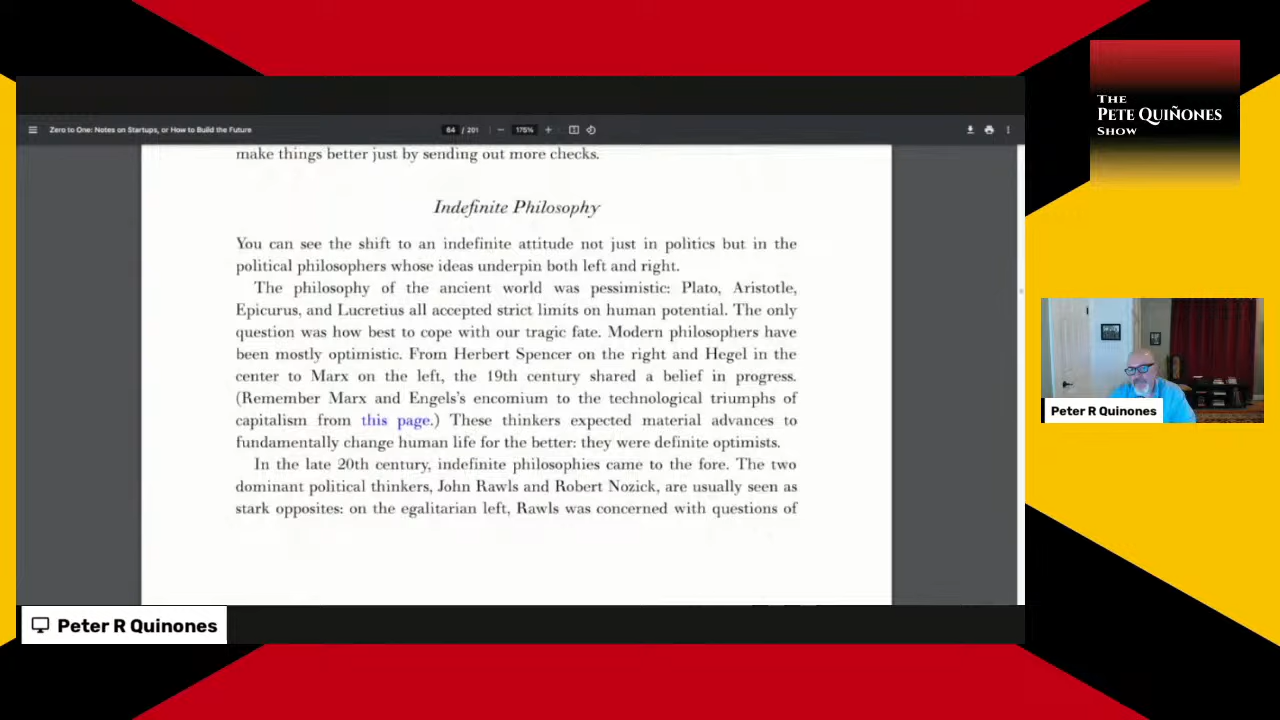 Zero to One: Notes on Startups, or How to Build the Future
64 / 201
175%
make things better just by sending out more checks.
Indefinite Philosophy
You can see the shift to an indefinite attitude not just in politics but in the
political philosophers whose ideas underpin both left and right.
The philosophy of the ancient world was pessimistic: Plato, Aristotle,
Epicurus, and Lucretius all accepted strict limits on human potential. The only
question was how best to cope with our tragic fate. Modern philosophers have
been mostly optimistic. From Herbert Spencer on the right and Hegel in the
center to Marx on the left, the 19th century shared a belief in progress.
(Remember Marx and Engels's encomium to the technological triumphs of
capitalism from this page.) These thinkers expected material advances to
fundamentally change human life for the better: they were definite optimists.
In the late 20th century, indefinite philosophies came to the fore. The two
dominant political thinkers, John Rawls and Robert Nozick, are usually seen as
stark opposites: on the egalitarian left, Rawls was concerned with questions of
Peter R Quinones
THE
PETE QUIÑONES
SHOW
Peter R Quinones